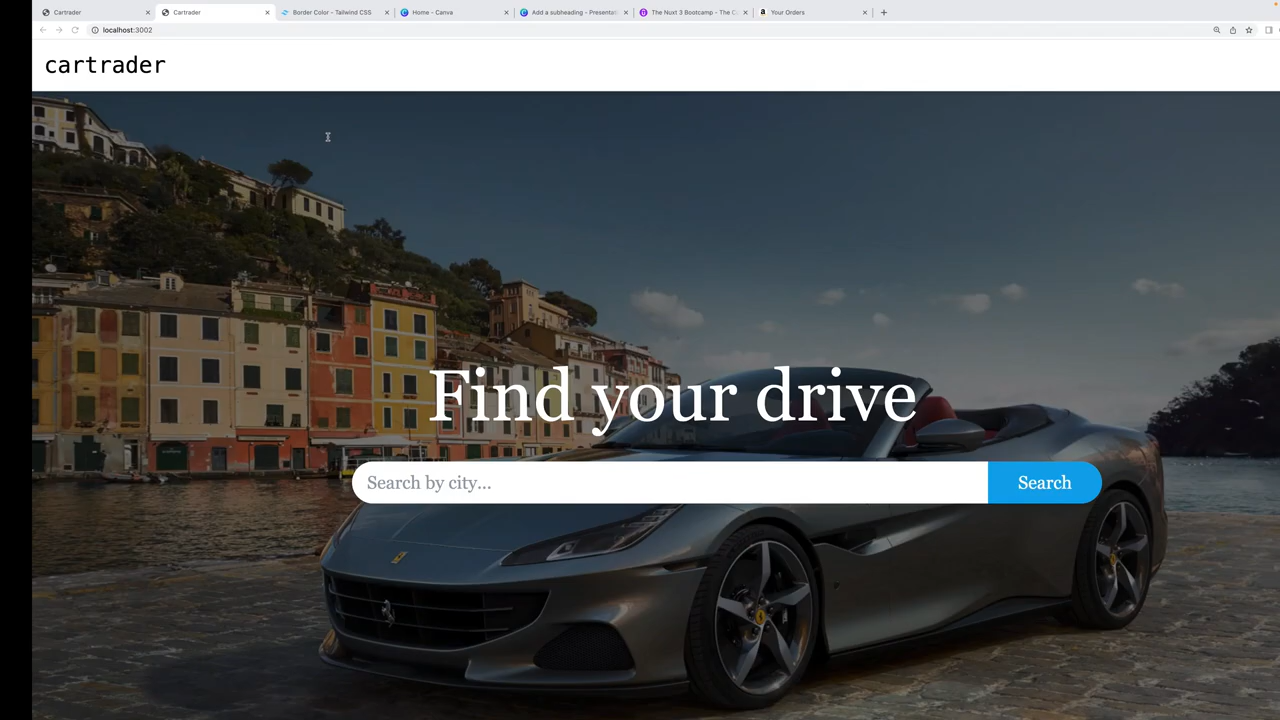 Cartrader
Cartrader
Border Color - Tailwind CSS
Home - Canva
Add a subheading - Presentat
The Nuxt 3 Bootcamp - The C
Your Orders
localhost:3002
cartrader
Find your drive
Search by city...
Search